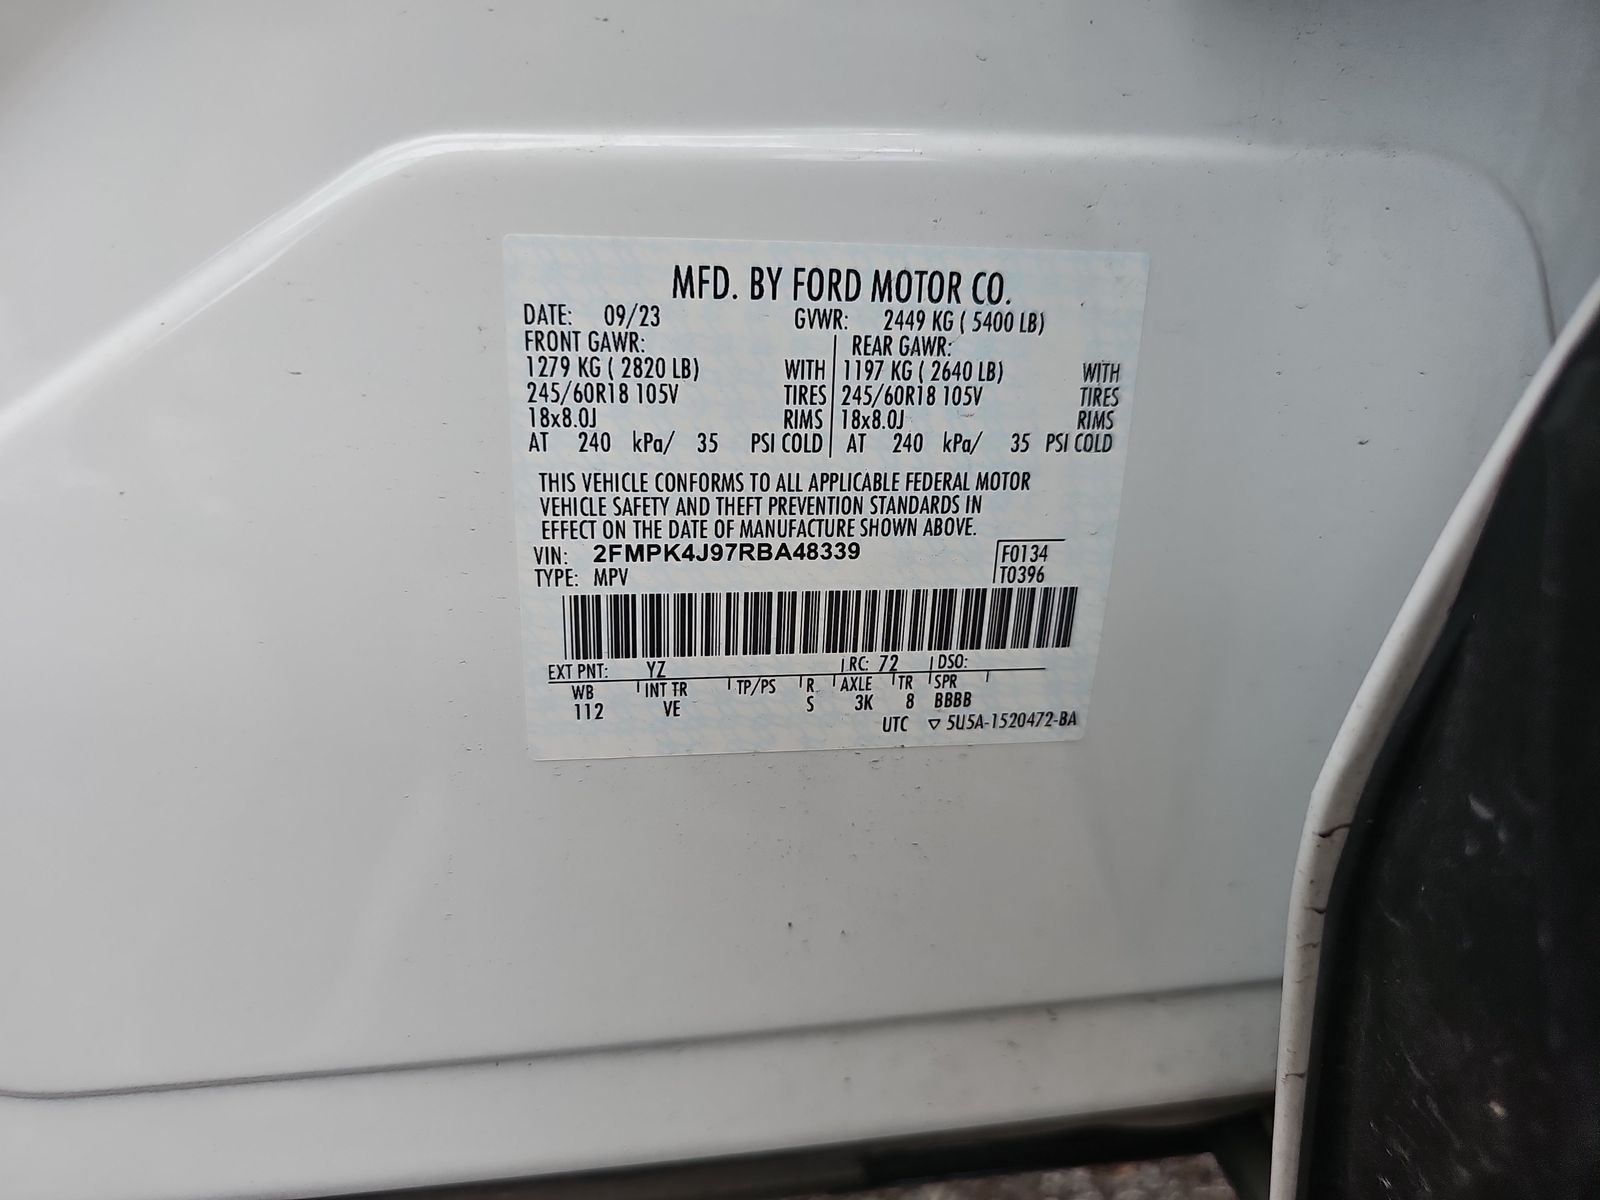 MFD. BY FORD MOTOR CO.
DATE: 09/23 GVWR: 2449 KG ( 5400 LB)
FRONT GAWR: REAR GAWR:
1279 KG ( 2820 LB) WITH 1197 KG ( 2640 LB) WITH
245/60R18 105V TIRES 245/60R18 105V TIRES
18x8.0J RIMS 18x8.0J RIMS
AT 240 kPa/ 35 PSI COLD AT 240 kPa/ 35 PSI COLD
THIS VEHICLE CONFORMS TO ALL APPLICABLE FEDERAL MOTOR
VEHICLE SAFETY AND THEFT PREVENTION STANDARDS IN
EFFECT ON THE DATE OF MANUFACTURE SHOWN ABOVE.
VIN: 2FMPK4J97RBA48339 F0134
TYPE: MPV T0396
EXT PNT: YZ RC: 72 DSO:
WB INT TR TP/PS R AXLE TR SPR
112 VE S 3K 8 BBBB
UTC ▽ 5U5A-1520472-BA